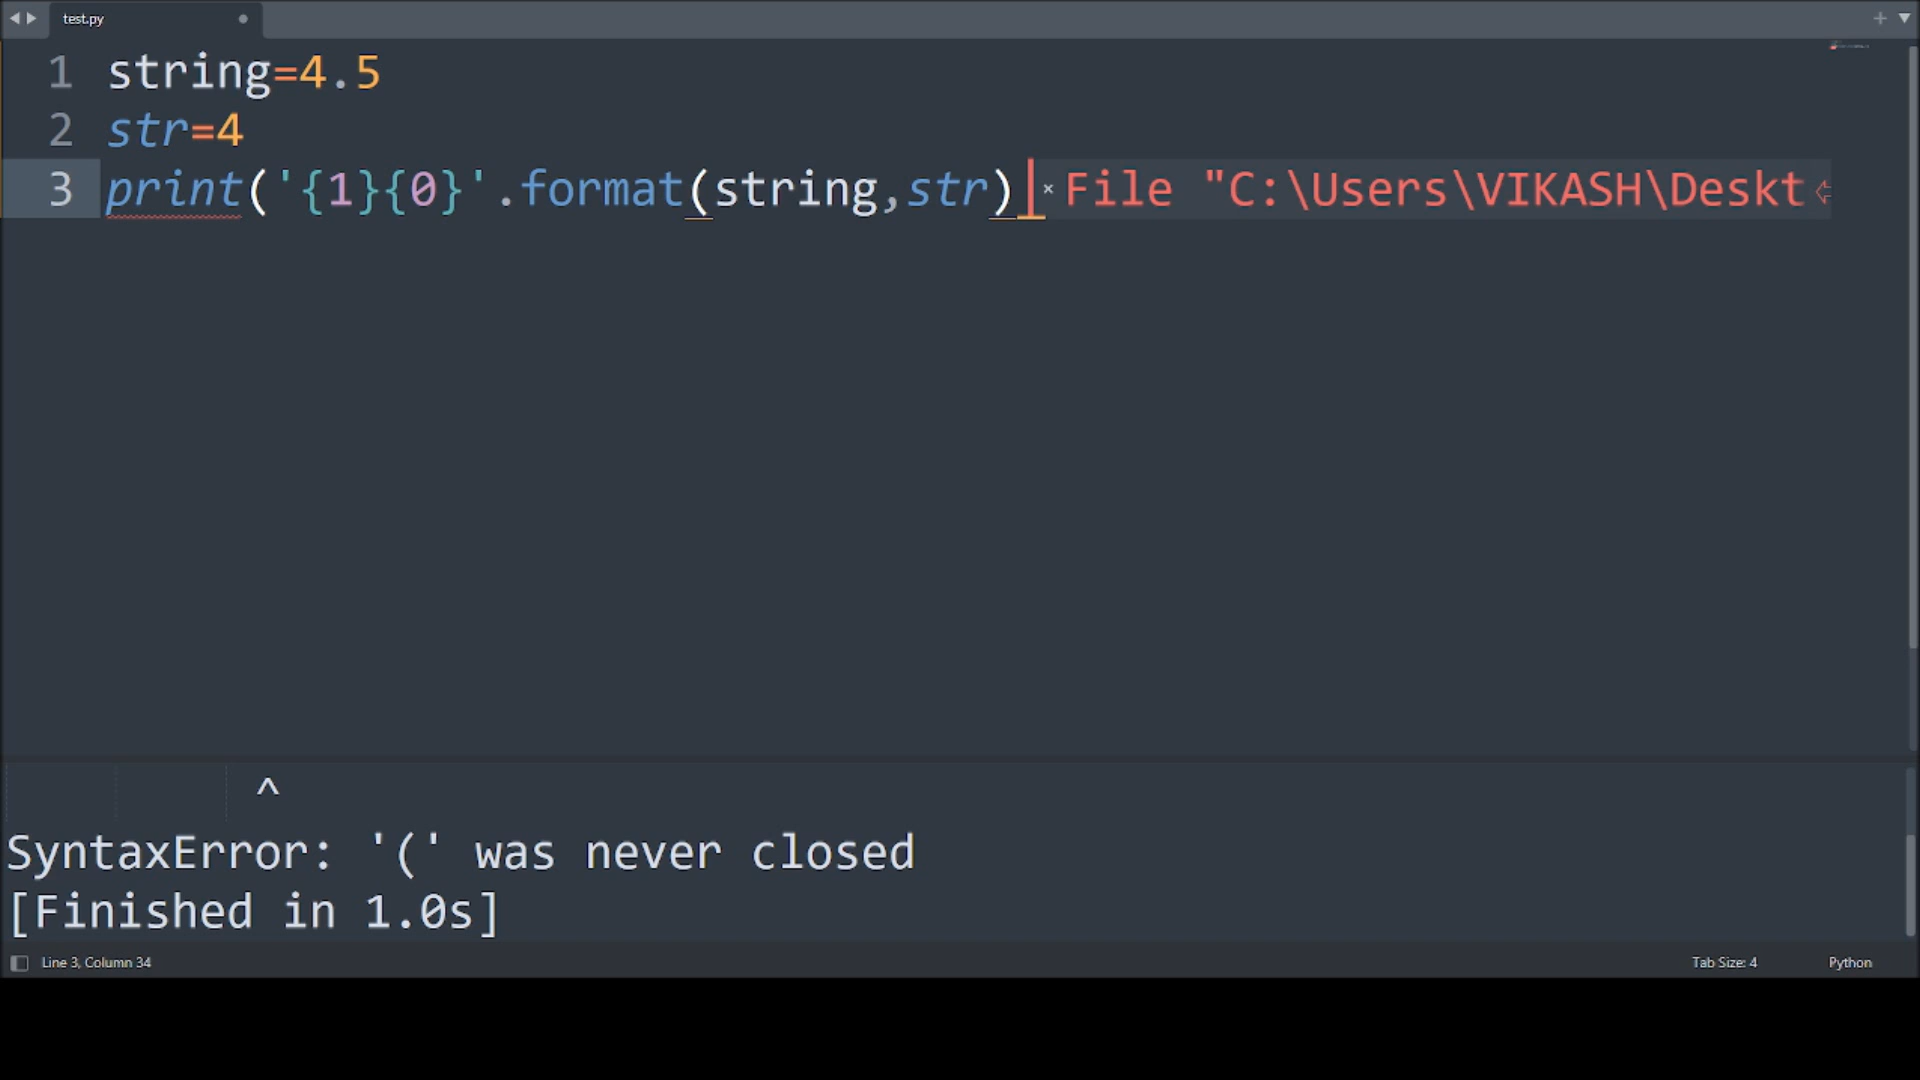 test.py
1 string=4.5
2 str=4
3 print('{1}{0}'.format(string,str) × File "C:\Users\VIKASH\Deskt
^
SyntaxError: '(' was never closed
[Finished in 1.0s]
Line 3, Column 34 Tab Size: 4 Python